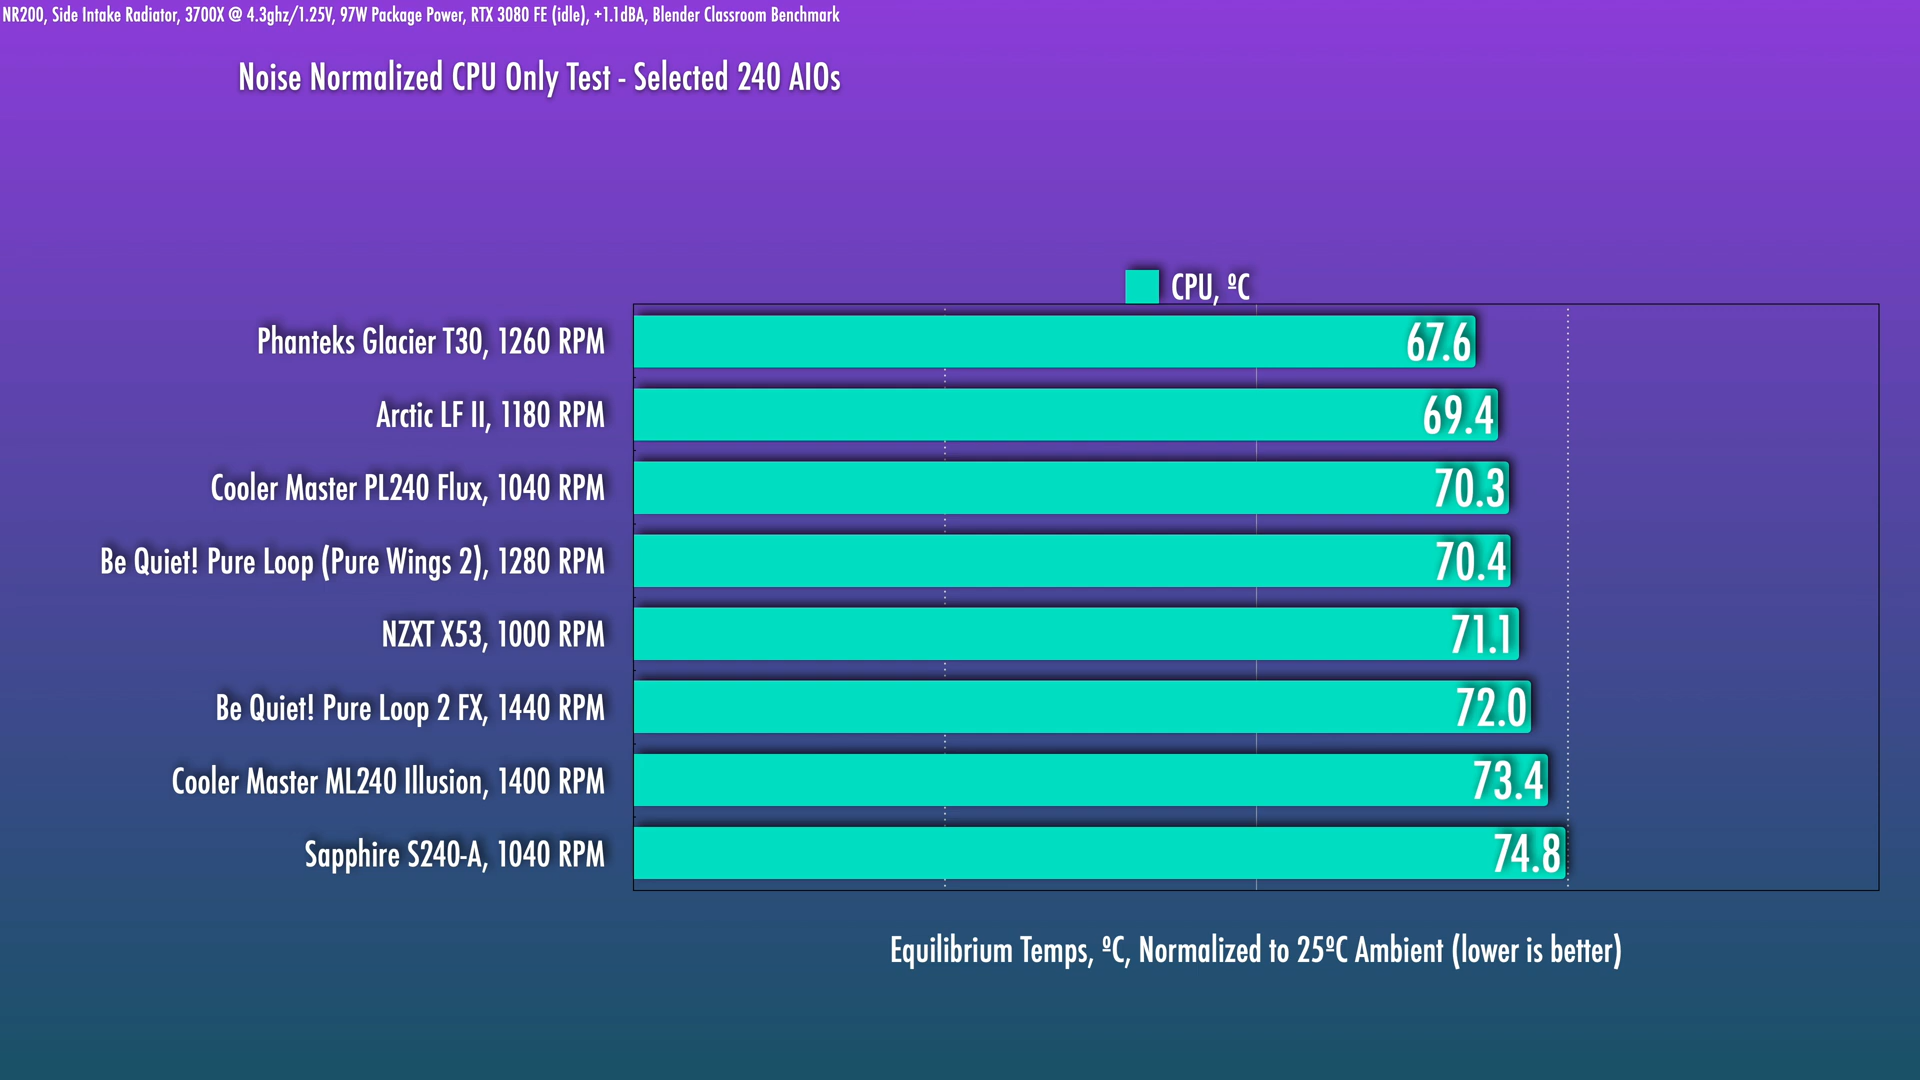 NR200, Side Intake Radiator, 3700X @ 4.3ghz/1.25V, 97W Package Power, RTX 3080 FE (idle), +1.1dBA, Blender Classroom Benchmark
Noise Normalized CPU Only Test - Selected 240 AIOs
CPU, ºC
Phanteks Glacier T30, 1260 RPM 67.6
Arctic LF II, 1180 RPM 69.4
Cooler Master PL240 Flux, 1040 RPM 70.3
Be Quiet! Pure Loop (Pure Wings 2), 1280 RPM 70.4
NZXT X53, 1000 RPM 71.1
Be Quiet! Pure Loop 2 FX, 1440 RPM 72.0
Cooler Master ML240 Illusion, 1400 RPM 73.4
Sapphire S240-A, 1040 RPM 74.8
Equilibrium Temps, ºC, Normalized to 25ºC Ambient (lower is better)